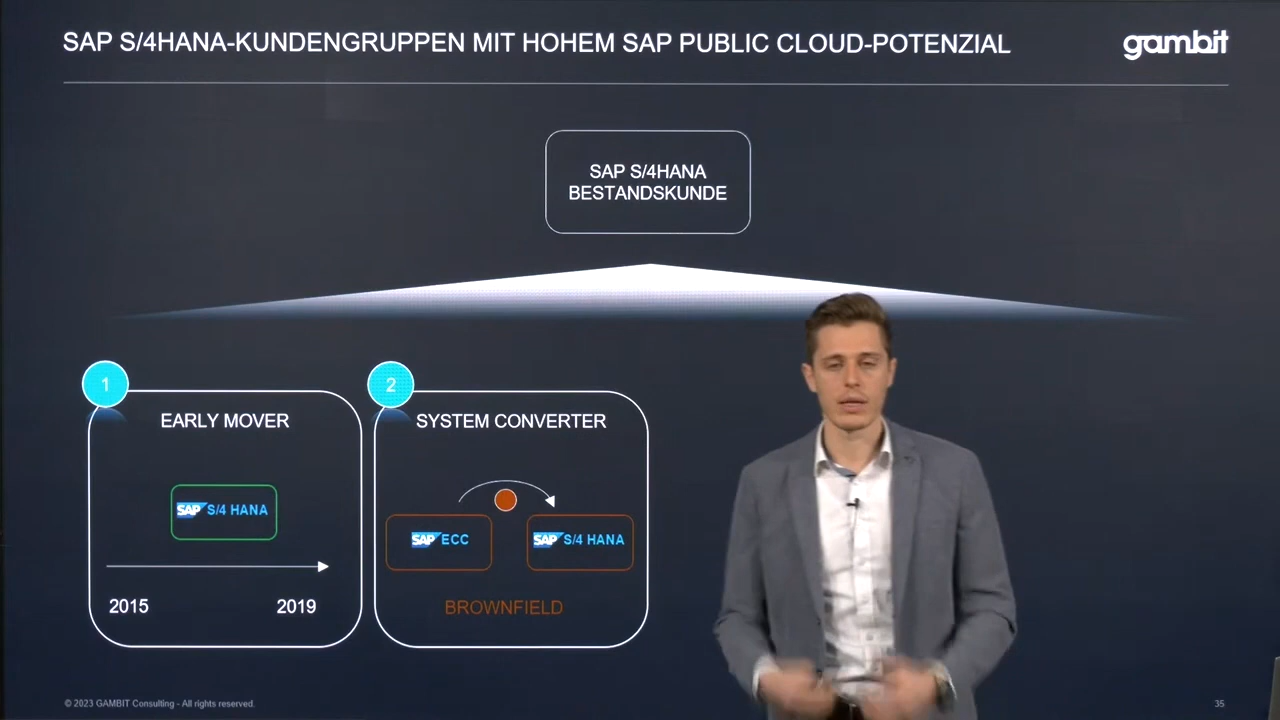 SAP S/4HANA-KUNDENGRUPPEN MIT HOHEM SAP PUBLIC CLOUD-POTENZIAL
gambit
SAP S/4HANA
BESTANDSKUNDE
1
EARLY MOVER
SAP S/4 HANA
2015
2019
2
SYSTEM CONVERTER
SAP ECC
SAP S/4 HANA
BROWNFIELD
© 2023 GAMBIT Consulting - All rights reserved.
35